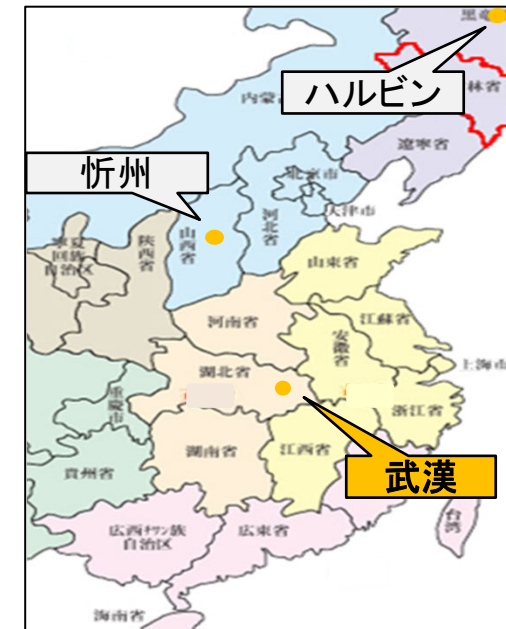 黒竜
ハルビン
林省
内蒙
遼寧省
忻州
北京市
天津市
河北省
山西省
陝西省
寧夏
回族
自治区
山東省
河南省
江蘇省
安徽省
上海市
湖北省
重慶市
浙江省
湖南省
江西省
武漢
貴州省
台湾
広西チワン族
自治区
広東省
海南省